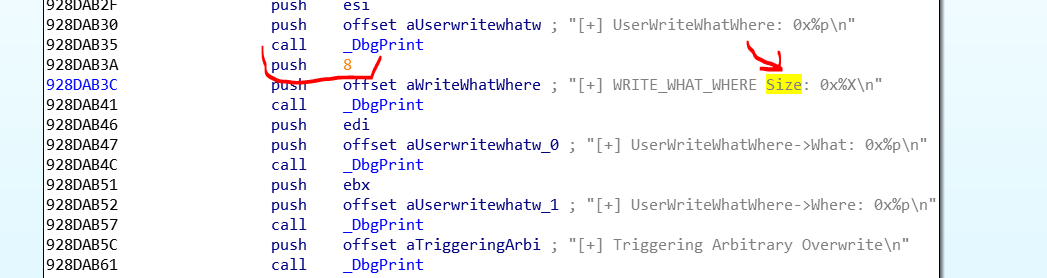 928DAB2F push esi
928DAB30 push offset aUserwritewhatw ; "[+] UserWriteWhatWhere: 0x%p\n"
928DAB35 call _DbgPrint
928DAB3A push 8
928DAB3C push offset aWriteWhatWhere ; "[+] WRITE_WHAT_WHERE Size: 0x%X\n"
928DAB41 call _DbgPrint
928DAB46 push edi
928DAB47 push offset aUserwritewhatw_0 ; "[+] UserWriteWhatWhere->What: 0x%p\n"
928DAB4C call _DbgPrint
928DAB51 push ebx
928DAB52 push offset aUserwritewhatw_1 ; "[+] UserWriteWhatWhere->Where: 0x%p\n"
928DAB57 call _DbgPrint
928DAB5C push offset aTriggeringArbi ; "[+] Triggering Arbitrary Overwrite\n"
928DAB61 call _DbgPrint